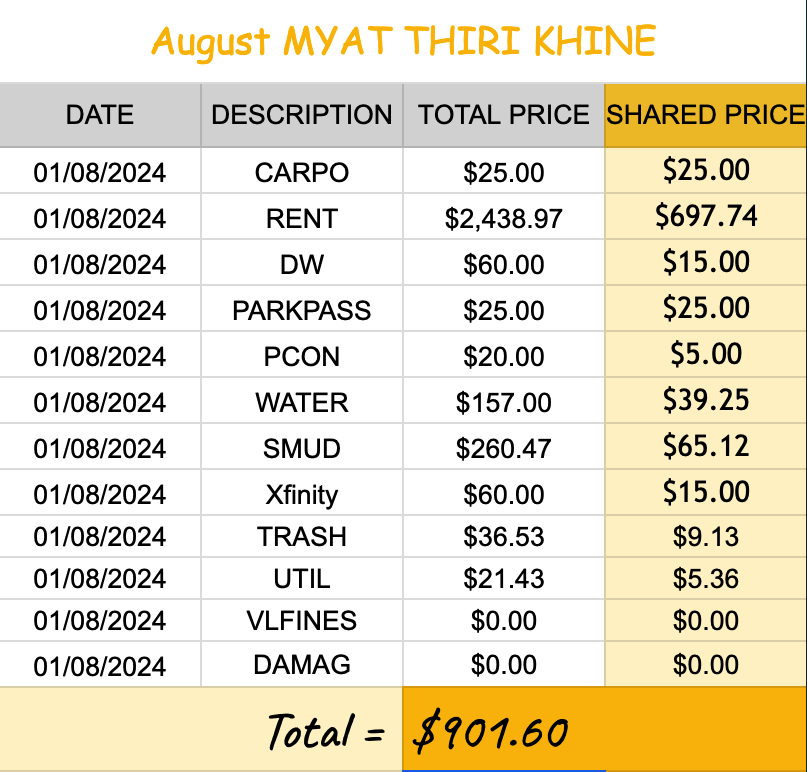 August MYAT THIRI KHINE
DATE DESCRIPTION TOTAL PRICE SHARED PRICE
01/08/2024 CARPO $25.00 $25.00
01/08/2024 RENT $2,438.97 $697.74
01/08/2024 DW $60.00 $15.00
01/08/2024 PARKPASS $25.00 $25.00
01/08/2024 PCON $20.00 $5.00
01/08/2024 WATER $157.00 $39.25
01/08/2024 SMUD $260.47 $65.12
01/08/2024 Xfinity $60.00 $15.00
01/08/2024 TRASH $36.53 $9.13
01/08/2024 UTIL $21.43 $5.36
01/08/2024 VLFINES $0.00 $0.00
01/08/2024 DAMAG $0.00 $0.00
Total = $901.60